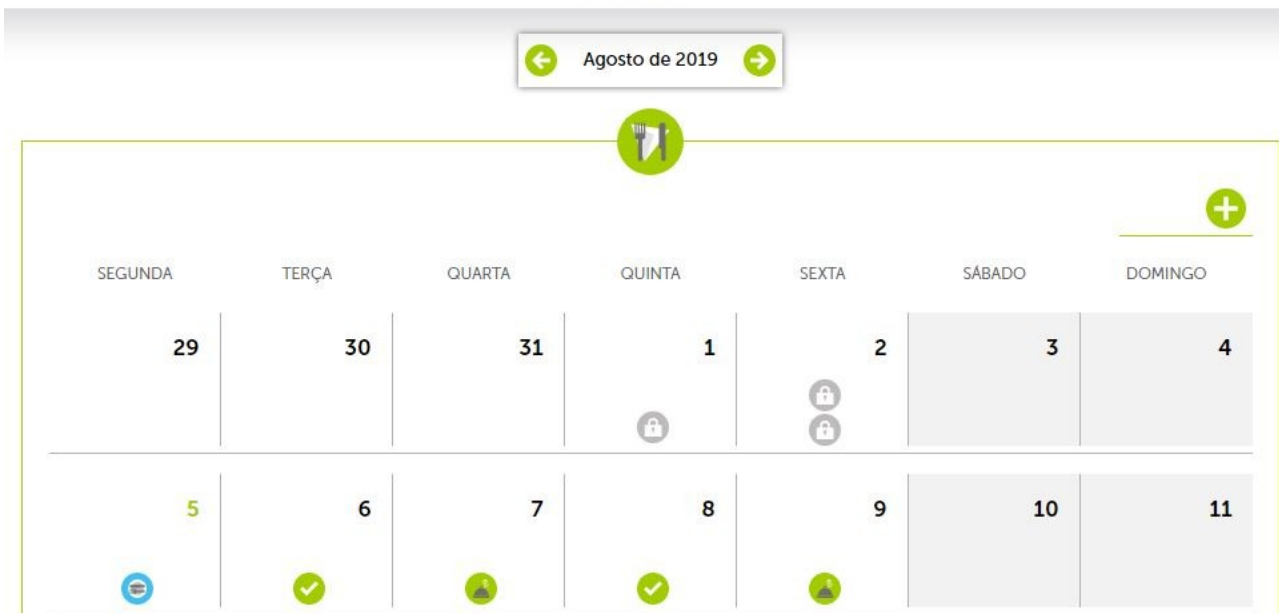 Agosto de 2019
SEGUNDA TERÇA QUARTA QUINTA SEXTA SÁBADO DOMINGO
29 30 31 1 2 3 4
5 6 7 8 9 10 11